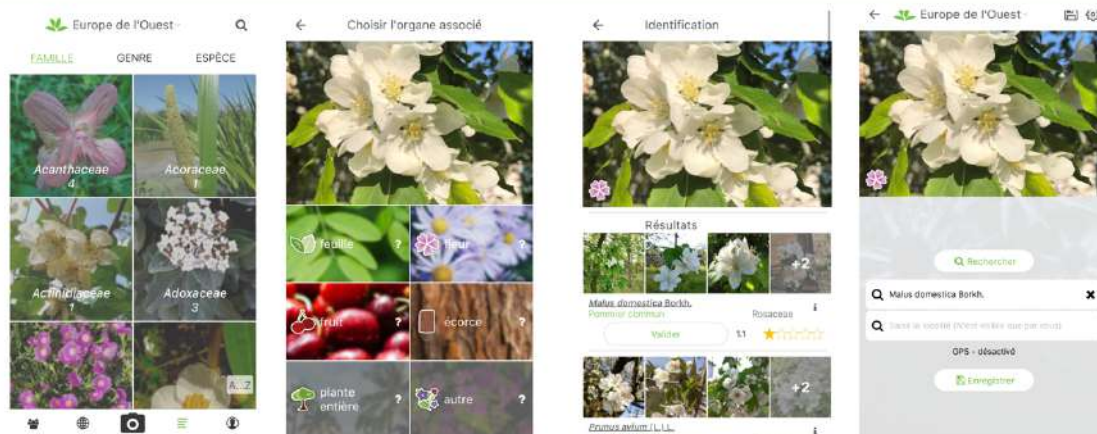 Europe de l'Ouest
FAMILLE GENRE ESPÈCE
Acanthaceae
4
Acoraceae
1
Actinidiaceae
1
Adoxaceae
3
A...Z
Choisir l'organe associé
feuille ?
fleur ?
fruit ?
écorce ?
plante entière ?
autre ?
Identification
Résultats
+2
Malus domestica Borkh.
Pommier commun Rosaceae
Valider 1.1
+2
Prunus avium (L.) L.
Europe de l'Ouest
Rechercher
Malus domestica Borkh.
GPS - désactivé
Enregistrer